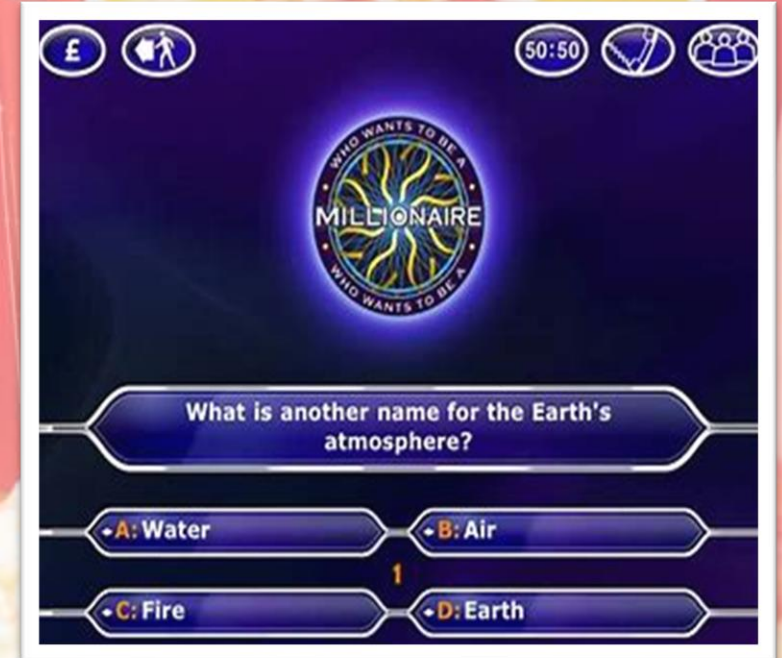 £
50:50
WHO WANTS TO BE A
MILLIONAIRE
WHO WANTS TO BE A
What is another name for the Earth's
atmosphere?
A: Water
B: Air
1
C: Fire
D: Earth